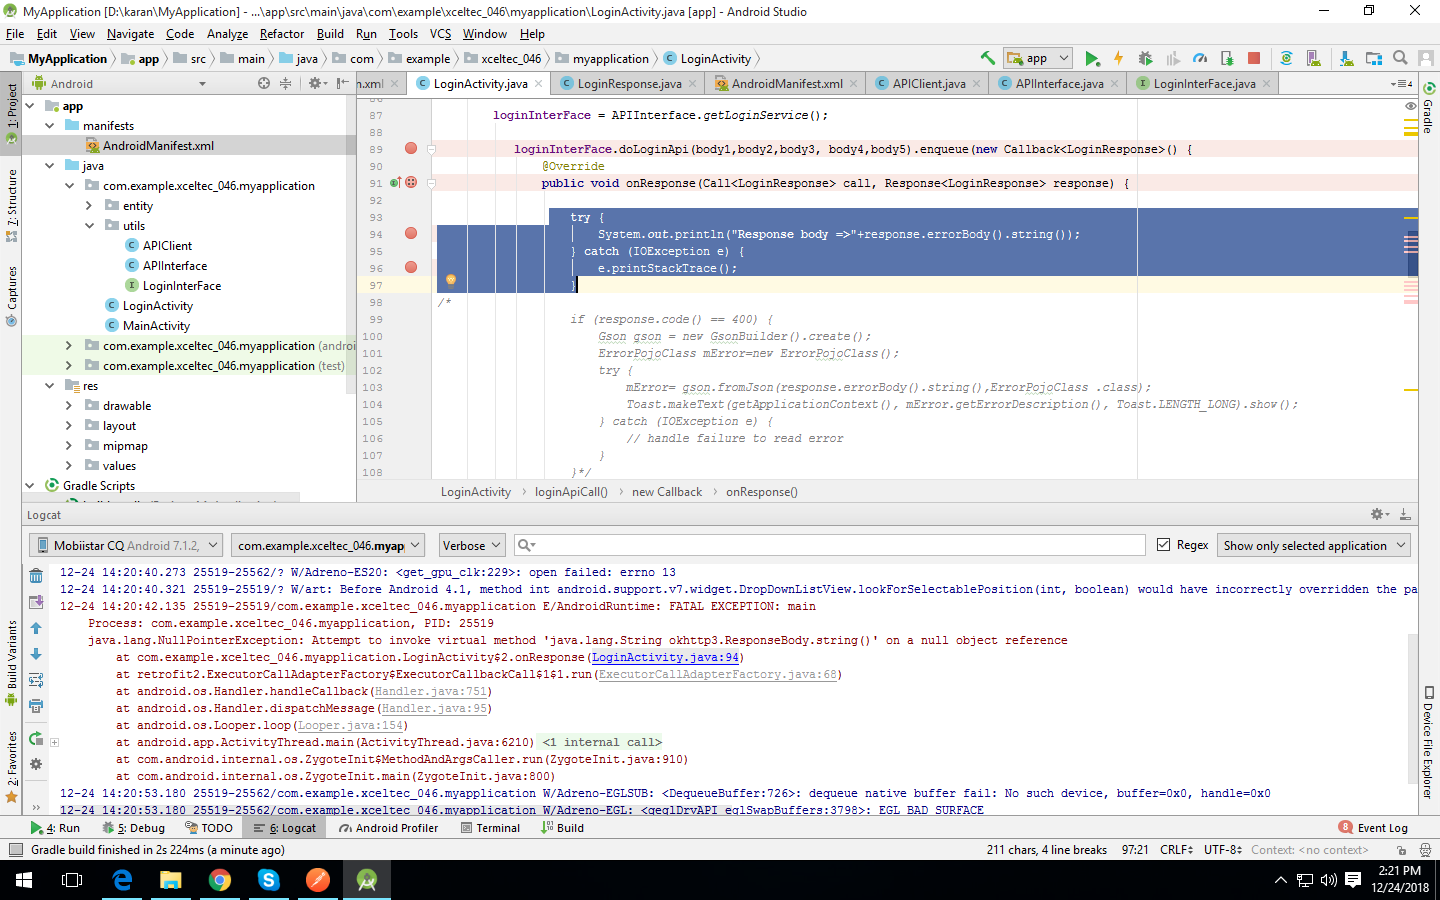 MyApplication [D:\karan\MyApplication] - ...\app\src\main\java\com\example\xceltec_046\myapplication\LoginActivity.java [app] - Android Studio
File Edit View Navigate Code Analyze Refactor Build Run Tools VCS Window Help
MyApplication app src main java com example xceltec_046 myapplication LoginActivity app
Android
n.xml LoginActivity.java LoginResponse.java AndroidManifest.xml APIClient.java APIInterface.java LoginInterFace.java 4
1: Project
7: Structure
Captures
Build Variants
2: Favorites
app
manifests
AndroidManifest.xml
java
com.example.xceltec_046.myapplication
entity
utils
APIClient
APIInterface
LoginInterFace
LoginActivity
MainActivity
com.example.xceltec_046.myapplication (androi
com.example.xceltec_046.myapplication (test)
res
drawable
layout
mipmap
values
Gradle Scripts
86
87 loginInterFace = APIInterface.getLoginService();
88
89 loginInterFace.doLoginApi(body1,body2,body3, body4,body5).enqueue(new Callback<LoginResponse>() {
90 @Override
91 public void onResponse(Call<LoginResponse> call, Response<LoginResponse> response) {
92
93 try {
94 System.out.println("Response body =>"+response.errorBody().string());
95 } catch (IOException e) {
96 e.printStackTrace();
97 }
98 /*
99 if (response.code() == 400) {
100 Gson gson = new GsonBuilder().create();
101 ErrorPojoClass mError=new ErrorPojoClass();
102 try {
103 mError= gson.fromJson(response.errorBody().string(),ErrorPojoClass .class);
104 Toast.makeText(getApplicationContext(), mError.getErrorDescription(), Toast.LENGTH_LONG).show();
105 } catch (IOException e) {
106 // handle failure to read error
107 }
108 }*/
LoginActivity loginApiCall() new Callback onResponse()
Gradle
Device File Explorer
Logcat
Mobiistar CQ Android 7.1.2, com.example.xceltec_046.myapp Verbose Regex Show only selected application
12-24 14:20:40.273 25519-25562/? W/Adreno-ES20: <get_gpu_clk:229>: open failed: errno 13
12-24 14:20:40.321 25519-25519/? W/art: Before Android 4.1, method int android.support.v7.widget.DropDownListView.lookForSelectablePosition(int, boolean) would have incorrectly overridden the pa
12-24 14:20:42.135 25519-25519/com.example.xceltec_046.myapplication E/AndroidRuntime: FATAL EXCEPTION: main
Process: com.example.xceltec_046.myapplication, PID: 25519
java.lang.NullPointerException: Attempt to invoke virtual method 'java.lang.String okhttp3.ResponseBody.string()' on a null object reference
at com.example.xceltec_046.myapplication.LoginActivity$2.onResponse(LoginActivity.java:94)
at retrofit2.ExecutorCallAdapterFactory$ExecutorCallbackCall$1$1.run(ExecutorCallAdapterFactory.java:68)
at android.os.Handler.handleCallback(Handler.java:751)
at android.os.Handler.dispatchMessage(Handler.java:95)
at android.os.Looper.loop(Looper.java:154)
at android.app.ActivityThread.main(ActivityThread.java:6210) <1 internal call>
at com.android.internal.os.ZygoteInit$MethodAndArgsCaller.run(ZygoteInit.java:910)
at com.android.internal.os.ZygoteInit.main(ZygoteInit.java:800)
12-24 14:20:53.180 25519-25562/com.example.xceltec_046.myapplication W/Adreno-EGLSUB: <DequeueBuffer:726>: dequeue native buffer fail: No such device, buffer=0x0, handle=0x0
12-24 14:20:53.180 25519-25562/com.example.xceltec_046.myapplication W/Adreno-EGL: <qeglDrvAPI_eglSwapBuffers:3798>: EGL_BAD_SURFACE
4: Run 5: Debug TODO 6: Logcat Android Profiler Terminal Build 8 Event Log
Gradle build finished in 2s 224ms (a minute ago) 211 chars, 4 line breaks 97:21 CRLF UTF-8 Context: <no context>
2:21 PM
12/24/2018